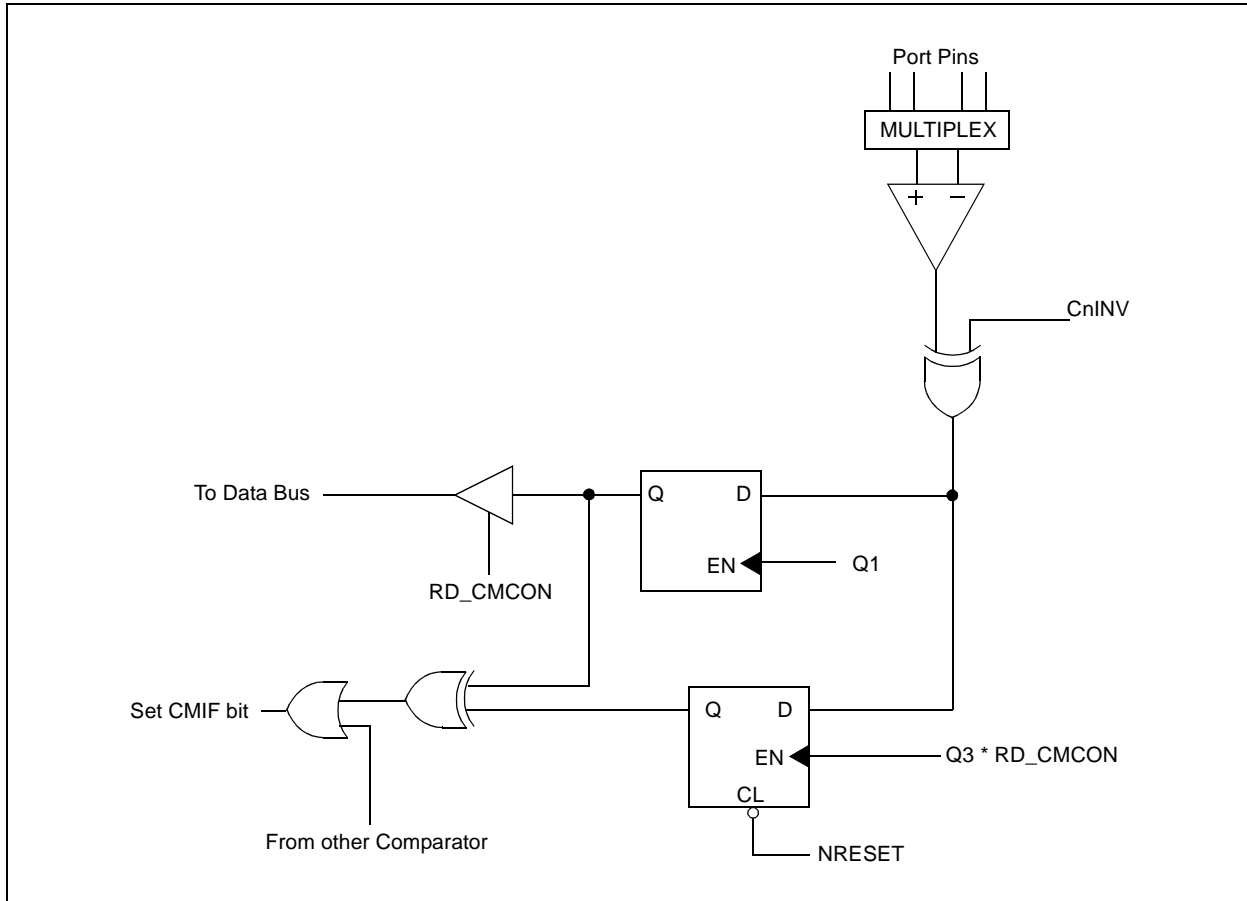 Port Pins
MULTIPLEX
+ −
CnINV
To Data Bus
Q D
EN
Q1
RD_CMCON
Set CMIF bit
Q D
EN
Q3 * RD_CMCON
CL
From other Comparator
NRESET